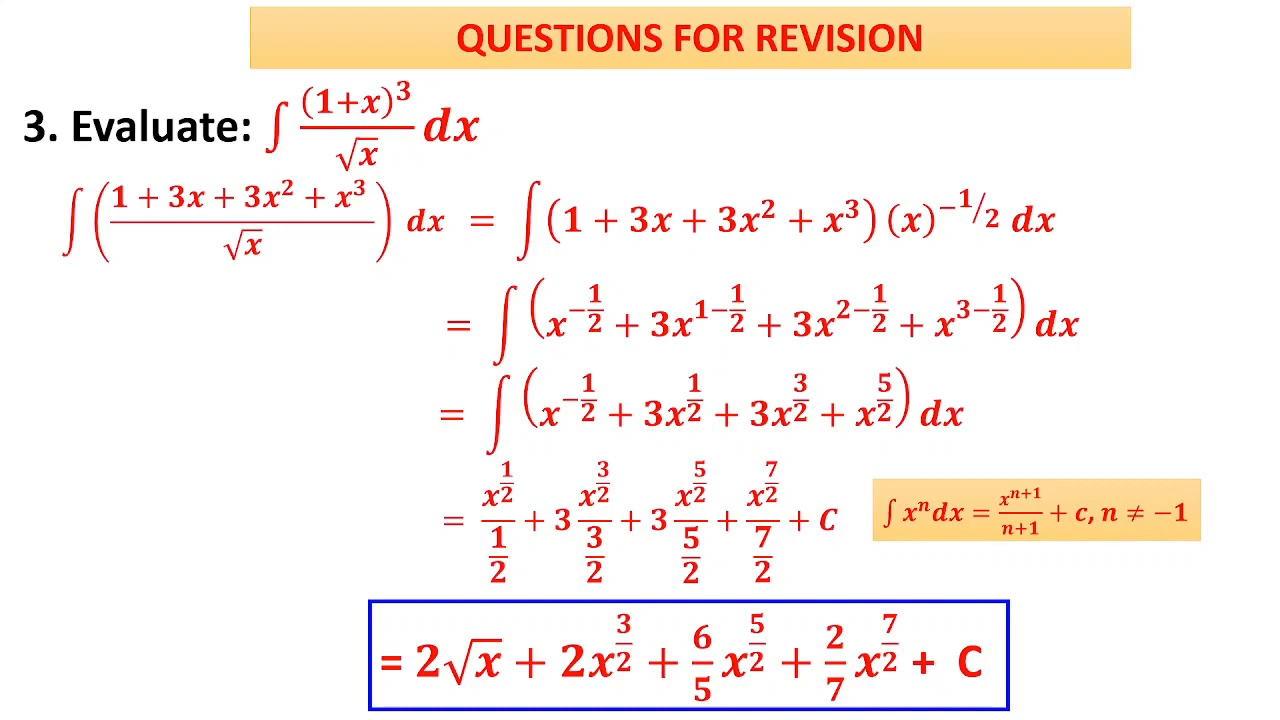 QUESTIONS FOR REVISION
3. Evaluate: ∫ (1+x)³/√x dx
∫ ((1 + 3x + 3x² + x³)/√x) dx = ∫ (1 + 3x + 3x² + x³) (x)^(−1/2) dx
= ∫ (x^(−1/2) + 3x^(1−1/2) + 3x^(2−1/2) + x^(3−1/2)) dx
= ∫ (x^(−1/2) + 3x^(1/2) + 3x^(3/2) + x^(5/2)) dx
= x^(1/2)/(1/2) + 3 x^(3/2)/(3/2) + 3 x^(5/2)/(5/2) + x^(7/2)/(7/2) + C
∫ xⁿ dx = x^(n+1)/(n+1) + c, n ≠ −1
= 2√x + 2x^(3/2) + 6/5 x^(5/2) + 2/7 x^(7/2) + C